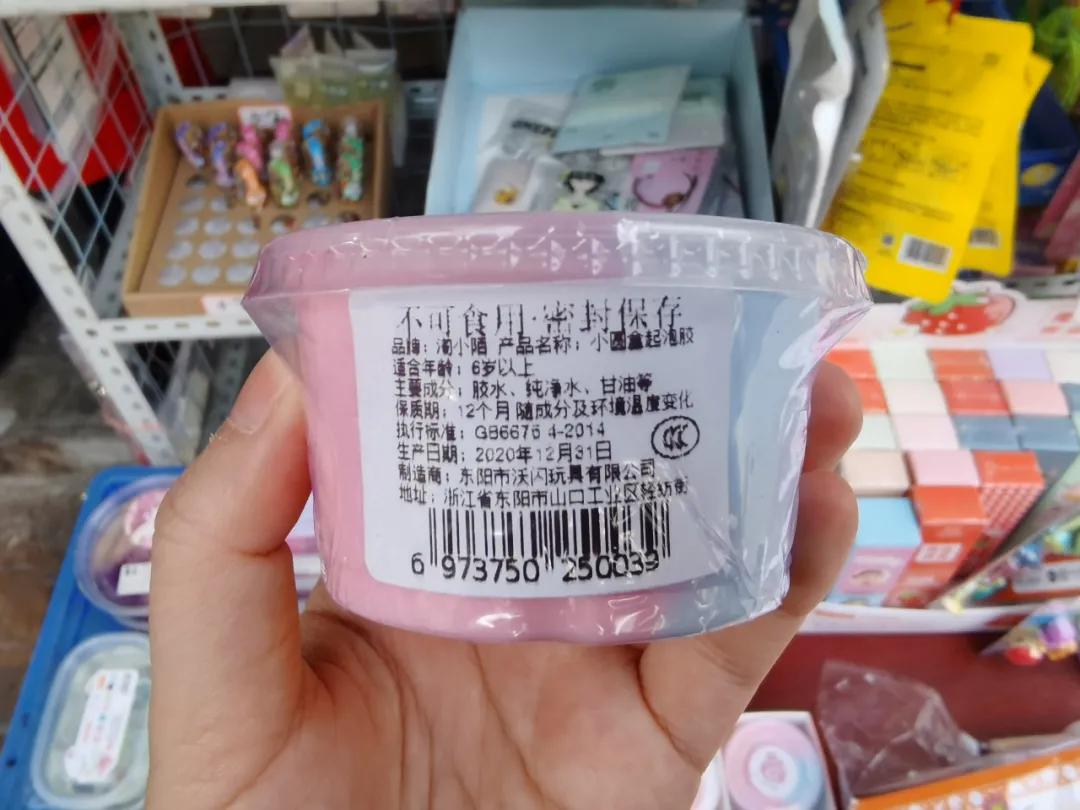 不可食用·密封保存
品牌：潮小陌 产品名称：小圆盒起泡胶
适合年龄：6岁以上
主要成分：胶水、纯净水、甘油等
保质期：12个月随成分及环境温度变化
执行标准：GB6675 4-2014
生产日期：2020年12月31日
制造商：东阳市沃闪玩具有限公司
地址：浙江省东阳市山口工业区轻纺街
6 973750 250039